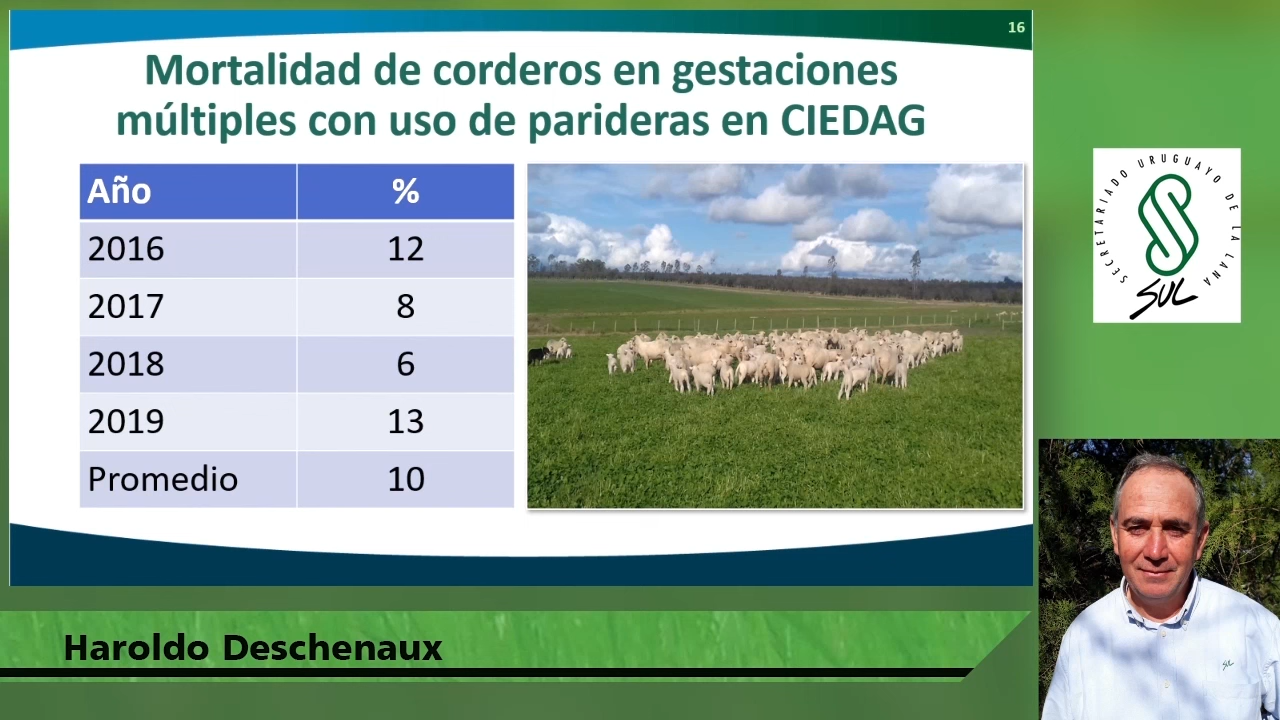 16
Mortalidad de corderos en gestaciones
múltiples con uso de parideras en CIEDAG
Año %
2016 12
2017 8
2018 6
2019 13
Promedio 10
SECRETARIADO URUGUAYO DE LA LANA
SUL
Haroldo Deschenaux